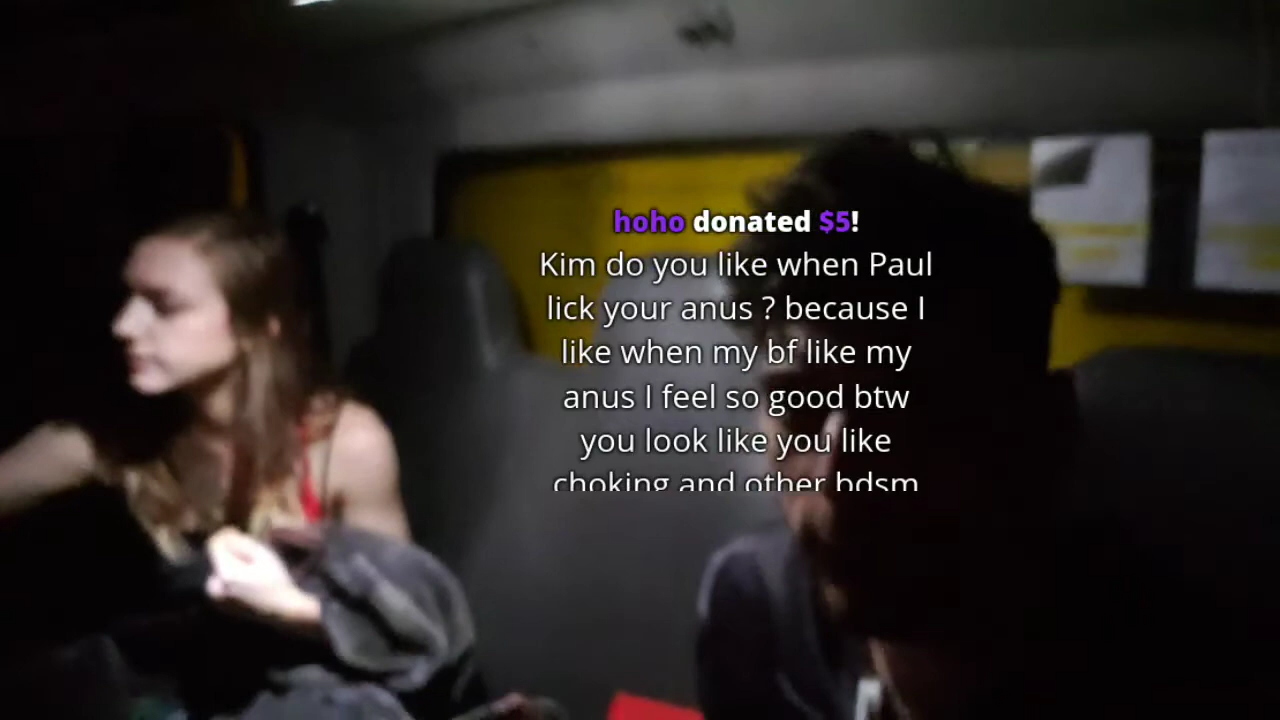 hoho donated $5!
Kim do you like when Paul
lick your anus ? because I
like when my bf like my
anus I feel so good btw
you look like you like
choking and other bdsm